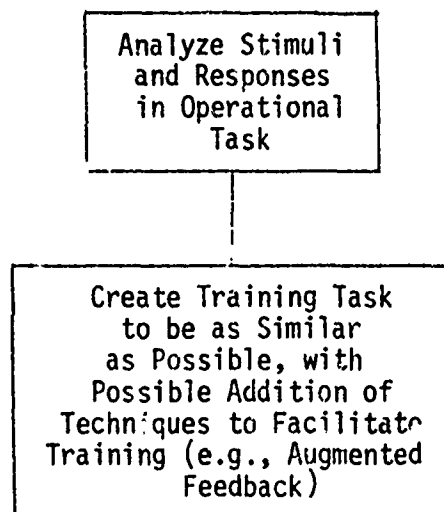 Analyze Stimuli
and Responses
in Operational
Task
Create Training Task
to be as Similar
as Possible, with
Possible Addition of
Techniques to Facilitate
Training (e.g., Augmented
Feedback)